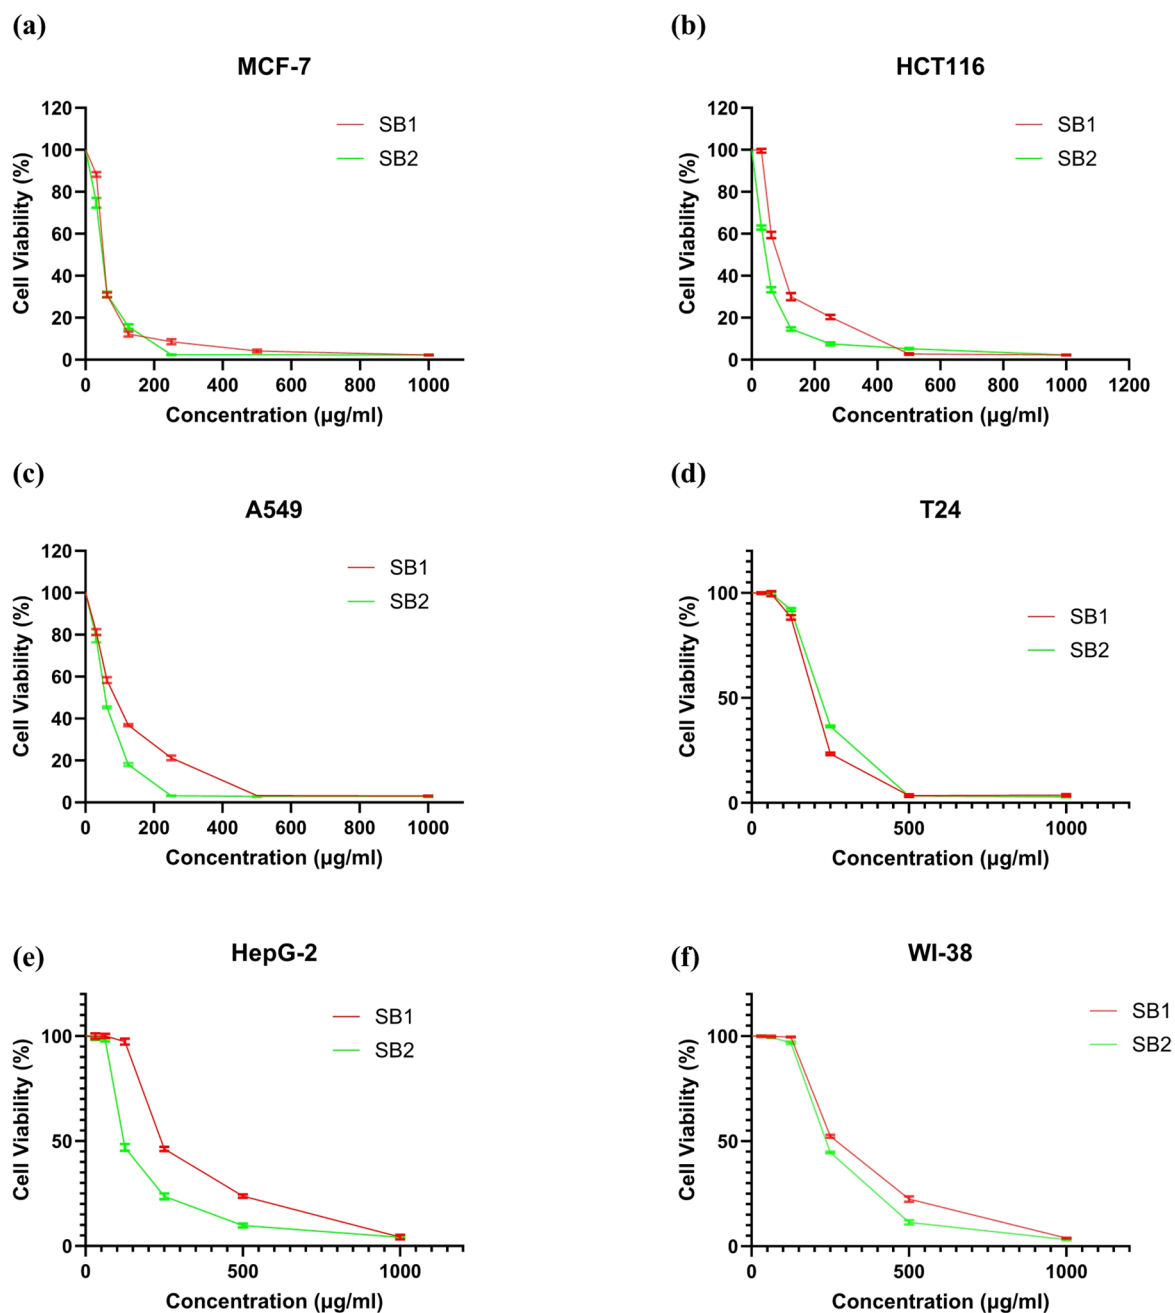 (a)
MCF-7
120
100
80
60
40
20
0
0 200 400 600 800 1000
Cell Viability (%)
Concentration (µg/ml)
SB1
SB2
(b)
HCT116
120
100
80
60
40
20
0
0 200 400 600 800 1000 1200
Cell Viability (%)
Concentration (µg/ml)
SB1
SB2
(c)
A549
120
100
80
60
40
20
0
0 200 400 600 800 1000
Cell Viability (%)
Concentration (µg/ml)
SB1
SB2
(d)
T24
100
50
0
0 500 1000
Cell Viability (%)
Concentration (µg/ml)
SB1
SB2
(e)
HepG-2
100
50
0
0 500 1000
Cell Viability (%)
Concentration (µg/ml)
SB1
SB2
(f)
WI-38
100
50
0
0 500 1000
Cell Viability (%)
Concentration (µg/ml)
SB1
SB2